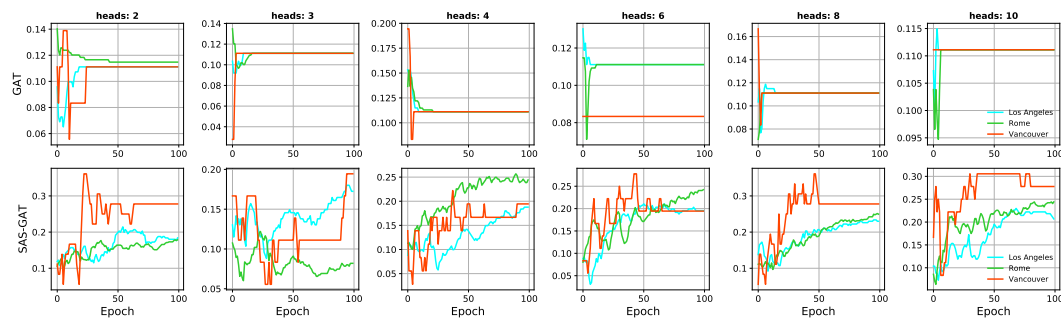 heads: 2 heads: 3 heads: 4 heads: 6 heads: 8 heads: 10
GAT
0.14 0.12 0.10 0.08 0.06
0 50 100
0.14 0.12 0.10 0.08 0.06 0.04
0 50 100
0.200 0.175 0.150 0.125 0.100
0 50 100
0.12 0.10 0.08
0 50 100
0.16 0.14 0.12 0.10 0.08
0 50 100
0.115 0.110 0.105 0.100 0.095
0 50 100
Los Angeles
Rome
Vancouver
SAS-GAT
0.3 0.2 0.1
0 50 100
Epoch
0.20 0.15 0.10 0.05
0 50 100
Epoch
0.25 0.20 0.15 0.10 0.05
0 50 100
Epoch
0.25 0.20 0.15 0.10 0.05
0 50 100
Epoch
0.3 0.2 0.1
0 50 100
Epoch
0.30 0.25 0.20 0.15 0.10
0 50 100
Epoch
Los Angeles
Rome
Vancouver